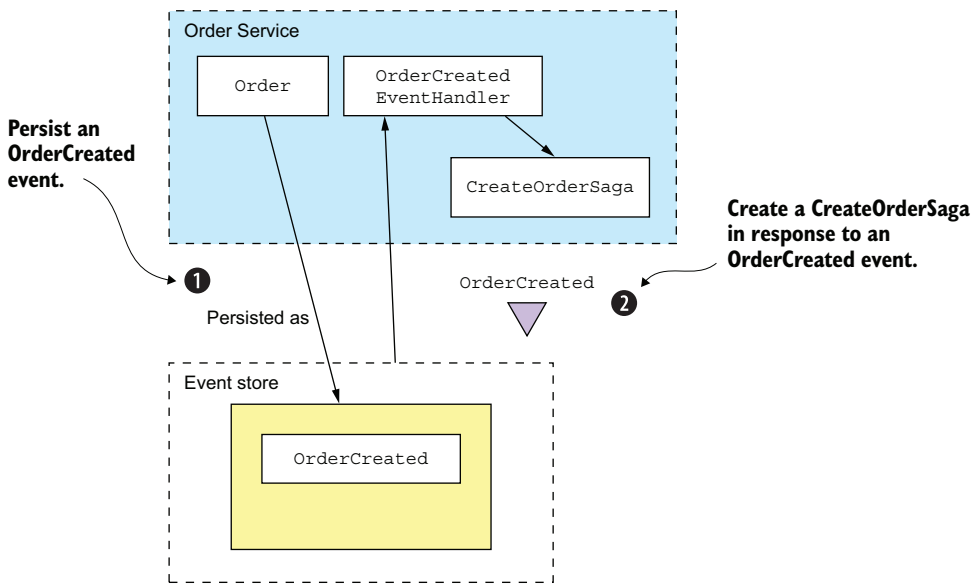 Order Service
Order
OrderCreated
EventHandler
Persist an
OrderCreated
event.
CreateOrderSaga
Create a CreateOrderSaga
in response to an
OrderCreated event.
1
OrderCreated
2
Persisted as
Event store
OrderCreated